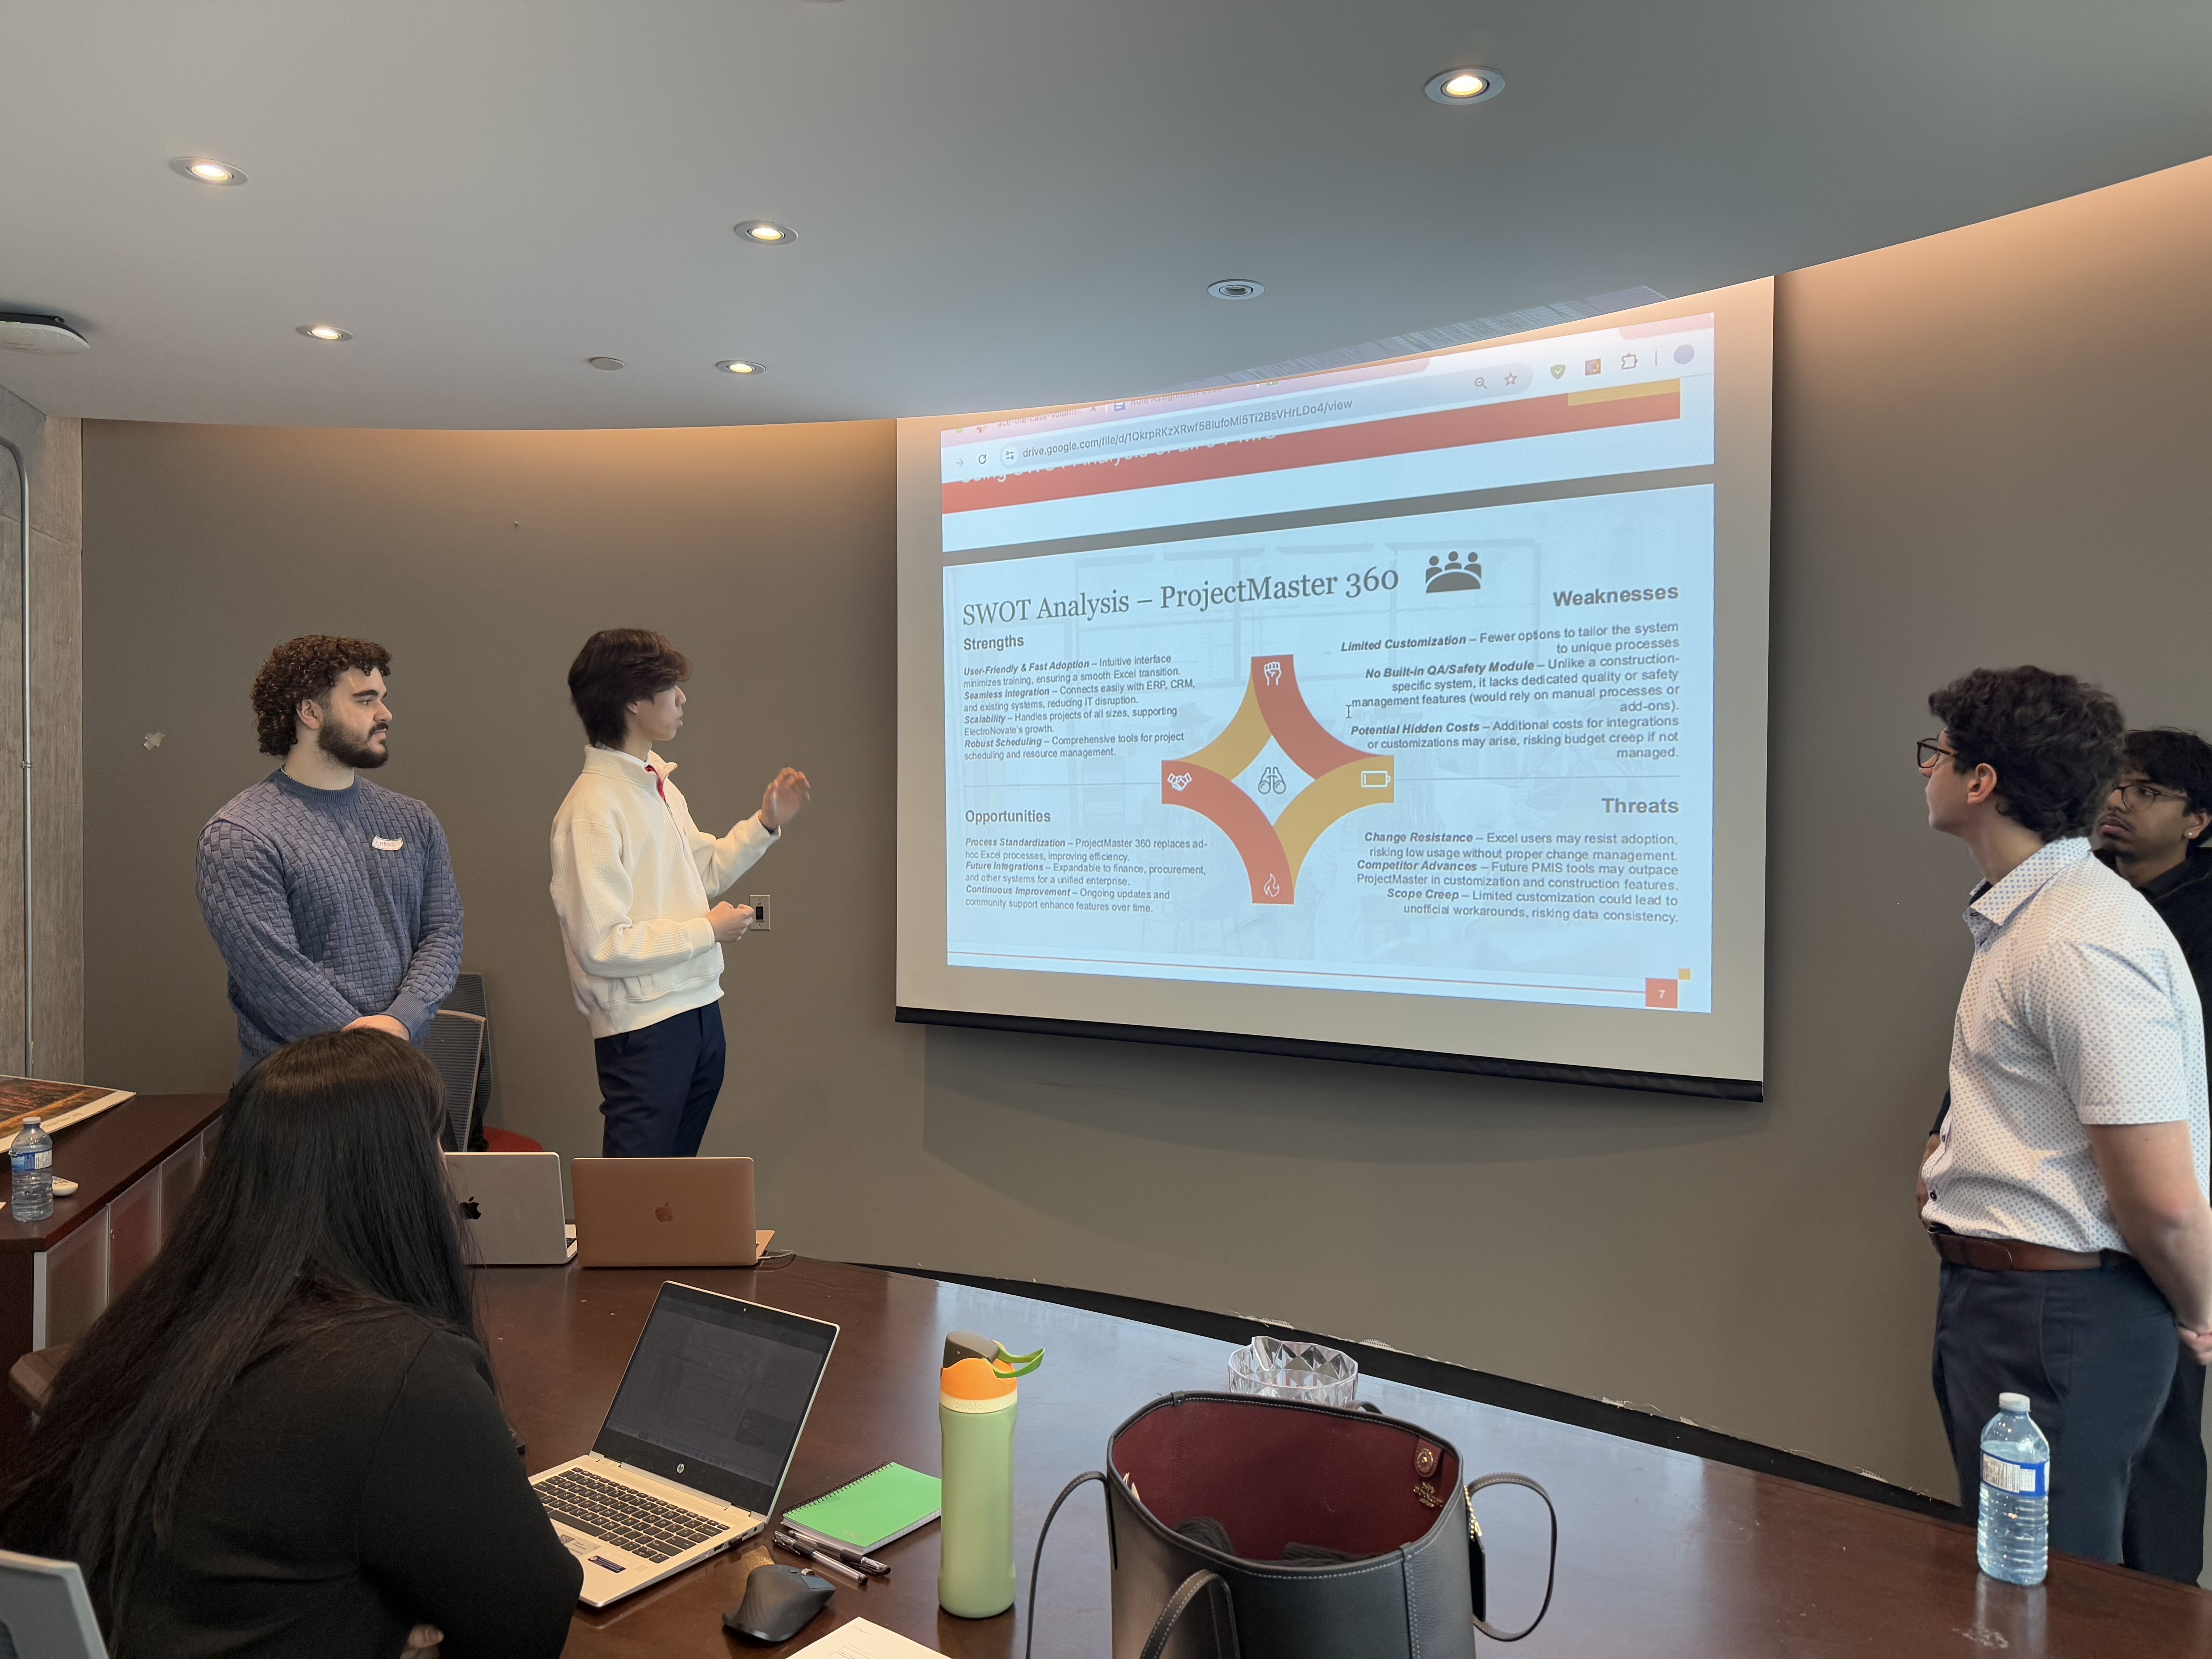 drive.google.com/file/d/1QkrpRKzXRwf58IufoMi5Ti2BsVHrLDo4/view
SWOT Analysis – ProjectMaster 360
Strengths
User-Friendly & Fast Adoption – Intuitive interface
minimizes training, ensuring a smooth Excel transition.
Seamless Integration – Connects easily with ERP, CRM,
and existing systems, reducing IT disruption.
Scalability – Handles projects of all sizes, supporting
ElectroNovate's growth.
Robust Scheduling – Comprehensive tools for project
scheduling and resource management.
Weaknesses
Limited Customization – Fewer options to tailor the system
to unique processes
No Built-in QA/Safety Module – Unlike a construction-
specific system, it lacks dedicated quality or safety
management features (would rely on manual processes or
add-ons).
Potential Hidden Costs – Additional costs for integrations
or customizations may arise, risking budget creep if not
managed.
Opportunities
Process Standardization – ProjectMaster 360 replaces ad-
hoc Excel processes, improving efficiency.
Future Integrations – Expandable to finance, procurement,
and other systems for a unified enterprise.
Continuous Improvement – Ongoing updates and
community support enhance features over time.
Threats
Change Resistance – Excel users may resist adoption,
risking low usage without proper change management.
Competitor Advances – Future PMIS tools may outpace
ProjectMaster in customization and construction features.
Scope Creep – Limited customization could lead to
unofficial workarounds, risking data consistency.
7
hp
owala